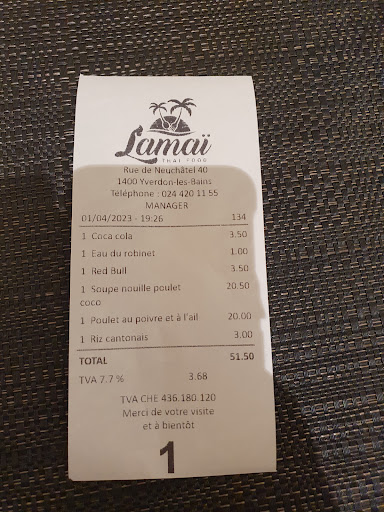 Lamaï
THAI FOOD
Rue de Neuchâtel 40
1400 Yverdon-les-Bains
Téléphone : 024 420 11 55
MANAGER
01/04/2023 - 19:26 134
1 Coca cola 3.50
1 Eau du robinet 1.00
1 Red Bull 3.50
1 Soupe nouille poulet 20.50
coco
1 Poulet au poivre et à l'ail 20.00
1 Riz cantonais 3.00
TOTAL 51.50
TVA 7.7 % 3.68
TVA CHE 436.180.120
Merci de votre visite
et à bientôt
1